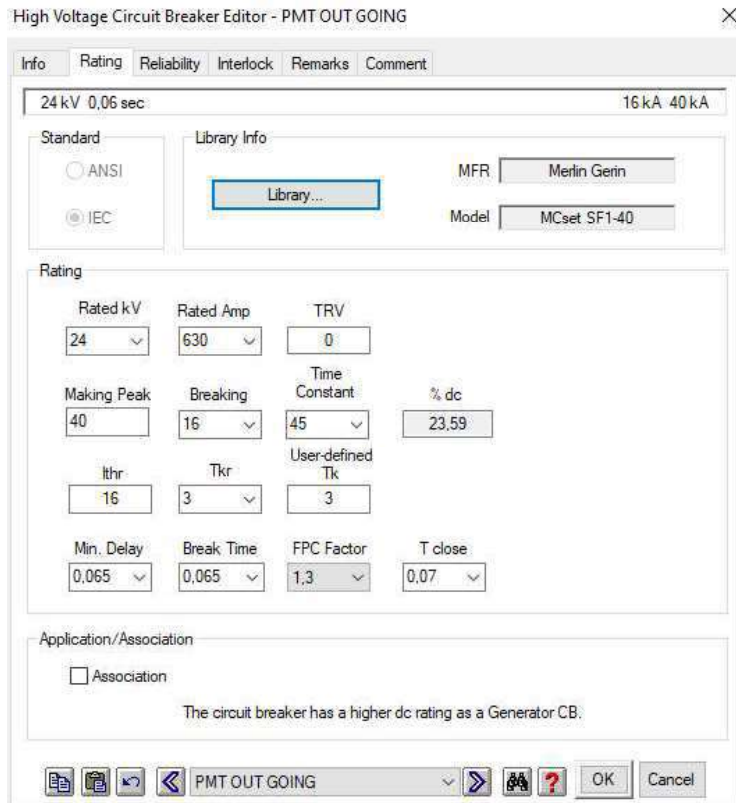 High Voltage Circuit Breaker Editor - PMT OUT GOING
Info Rating Reliability Interlock Remarks Comment
24 kV 0,06 sec 16 kA 40 kA
Standard Library Info
ANSI
IEC
Library...
MFR Merlin Gerin
Model MCset SF1-40
Rating
Rated kV Rated Amp TRV
24 630 0
Making Peak Breaking Time Constant % dc
40 16 45 23,59
Ithr Tkr User-defined Tk
16 3 3
Min. Delay Break Time FPC Factor T close
0,065 0,065 1,3 0,07
Application/Association
Association
The circuit breaker has a higher dc rating as a Generator CB.
PMT OUT GOING ? OK Cancel